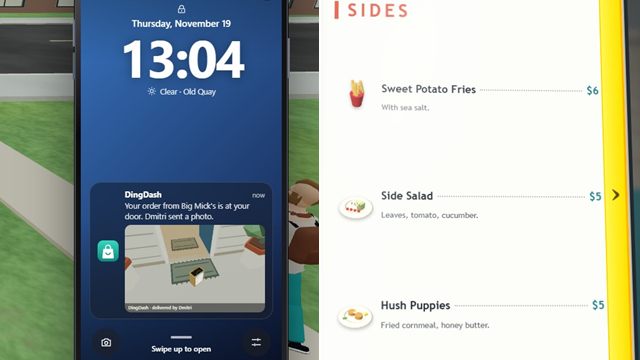 Thursday, November 19
13:04
Clear · Old Quay
DingDash
now
Your order from Big Mick's is at your
door. Dmitri sent a photo.
DingDash · delivered by Dmitri
Swipe up to open
SIDES
Sweet Potato Fries $6
With sea salt.
Side Salad $5
Leaves, tomato, cucumber.
Hush Puppies $5
Fried cornmeal, honey butter.